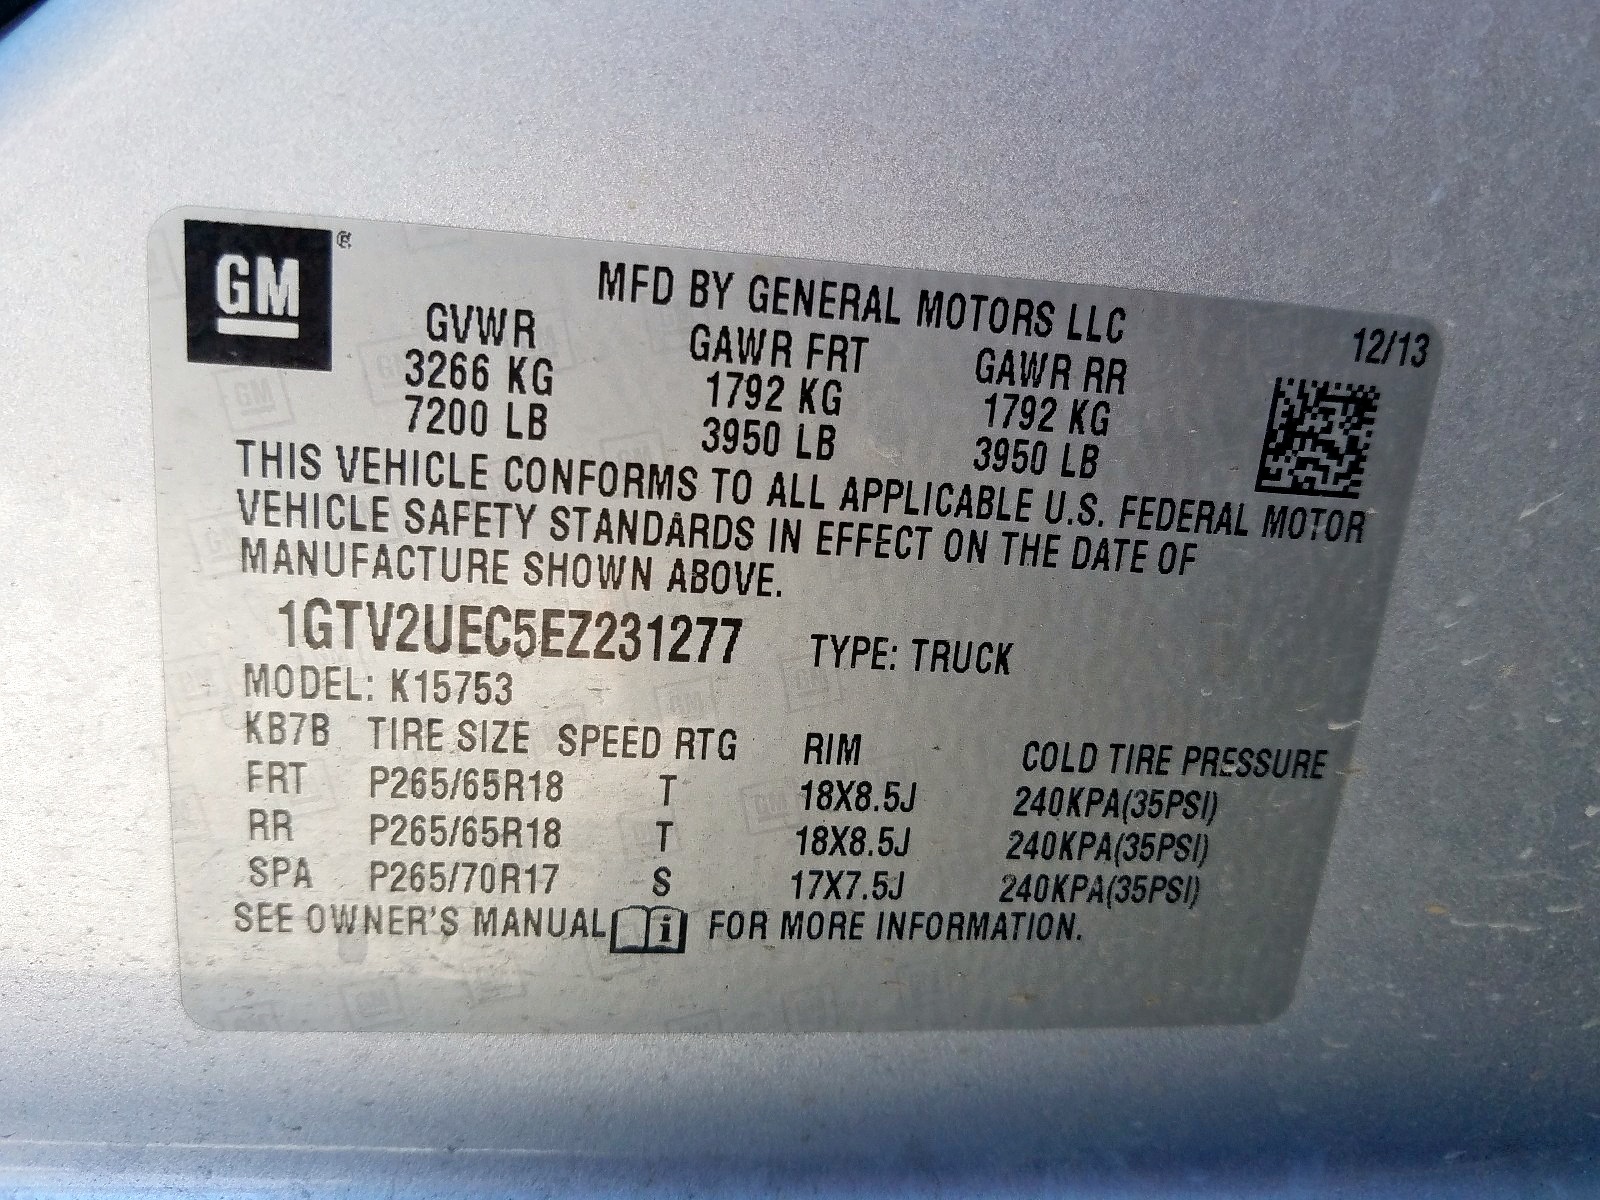 GM
MFD BY GENERAL MOTORS LLC
12/13
GVWR GAWR FRT GAWR RR
3266 KG 1792 KG 1792 KG
7200 LB 3950 LB 3950 LB
THIS VEHICLE CONFORMS TO ALL APPLICABLE U.S. FEDERAL MOTOR
VEHICLE SAFETY STANDARDS IN EFFECT ON THE DATE OF
MANUFACTURE SHOWN ABOVE.
1GTV2UEC5EZ231277 TYPE: TRUCK
MODEL: K15753
KB7B TIRE SIZE SPEED RTG RIM COLD TIRE PRESSURE
FRT P265/65R18 T 18X8.5J 240KPA(35PSI)
RR P265/65R18 T 18X8.5J 240KPA(35PSI)
SPA P265/70R17 S 17X7.5J 240KPA(35PSI)
SEE OWNER'S MANUAL i FOR MORE INFORMATION.